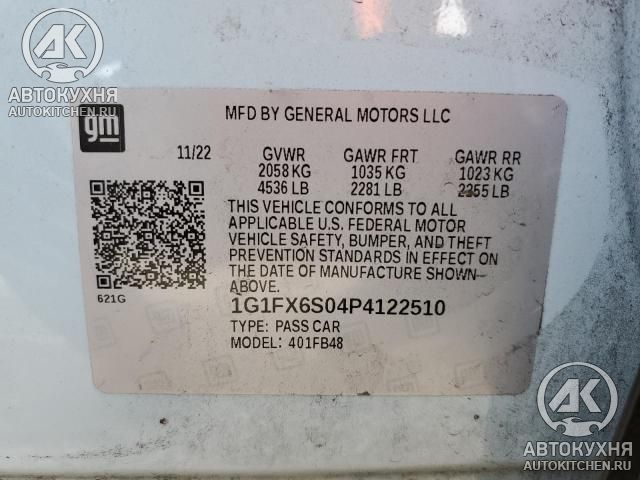 AK
АВТОКУХНЯ
AUTOKITCHEN.RU
gm
MFD BY GENERAL MOTORS LLC
11/22 GVWR GAWR FRT GAWR RR
2058 KG 1035 KG 1023 KG
4536 LB 2281 LB 2255 LB
THIS VEHICLE CONFORMS TO ALL
APPLICABLE U.S. FEDERAL MOTOR
VEHICLE SAFETY, BUMPER, AND THEFT
PREVENTION STANDARDS IN EFFECT ON
THE DATE OF MANUFACTURE SHOWN
ABOVE.
621G
1G1FX6S04P4122510
TYPE: PASS CAR
MODEL: 401FB48
AK
АВТОКУХНЯ
AUTOKITCHEN.RU